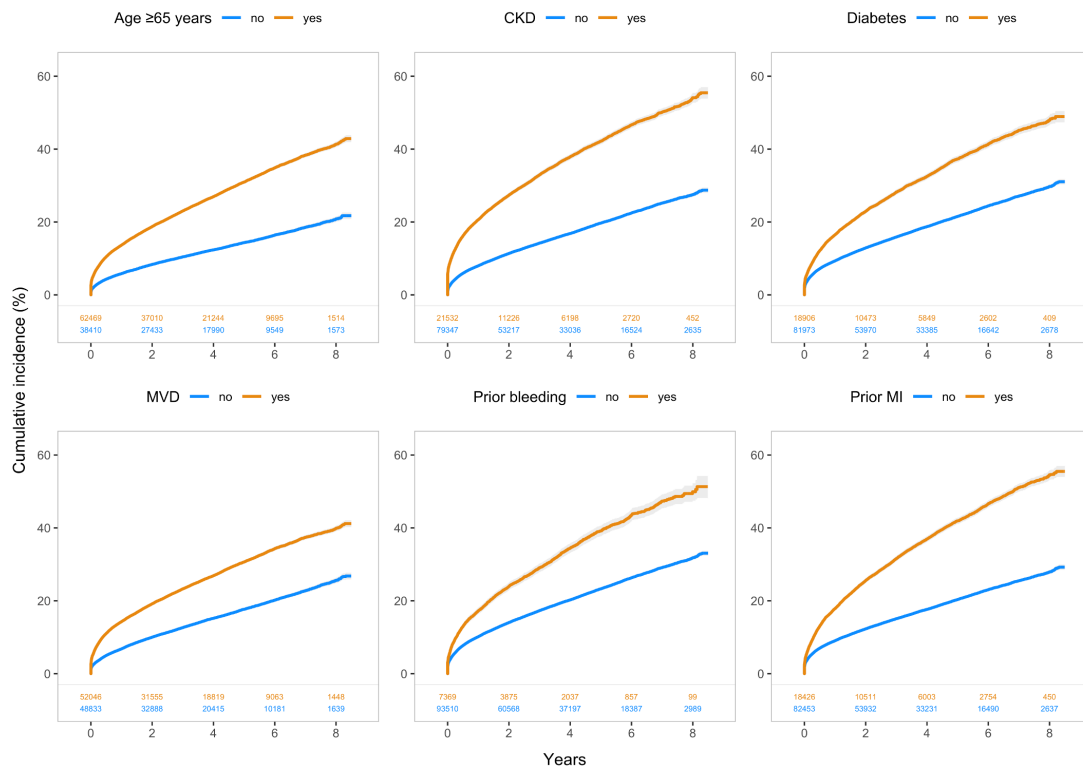 Age ≥65 years no yes
CKD no yes
Diabetes no yes
Cumulative incidence (%)
60
40
20
0
62469 37010 21244 9695 1514
38410 27433 17990 9549 1573
0 2 4 6 8
60
40
20
0
21532 11226 6198 2720 452
79347 53217 33036 16524 2635
0 2 4 6 8
60
40
20
0
18906 10473 5849 2602 409
81973 53970 33385 16642 2678
0 2 4 6 8
MVD no yes
Prior bleeding no yes
Prior MI no yes
60
40
20
0
52046 31555 18819 9063 1448
48833 32888 20415 10181 1639
0 2 4 6 8
60
40
20
0
7369 3875 2037 857 99
93510 60568 37197 18387 2989
0 2 4 6 8
60
40
20
0
18426 10511 6003 2754 450
82453 53932 33231 16490 2637
0 2 4 6 8
Years